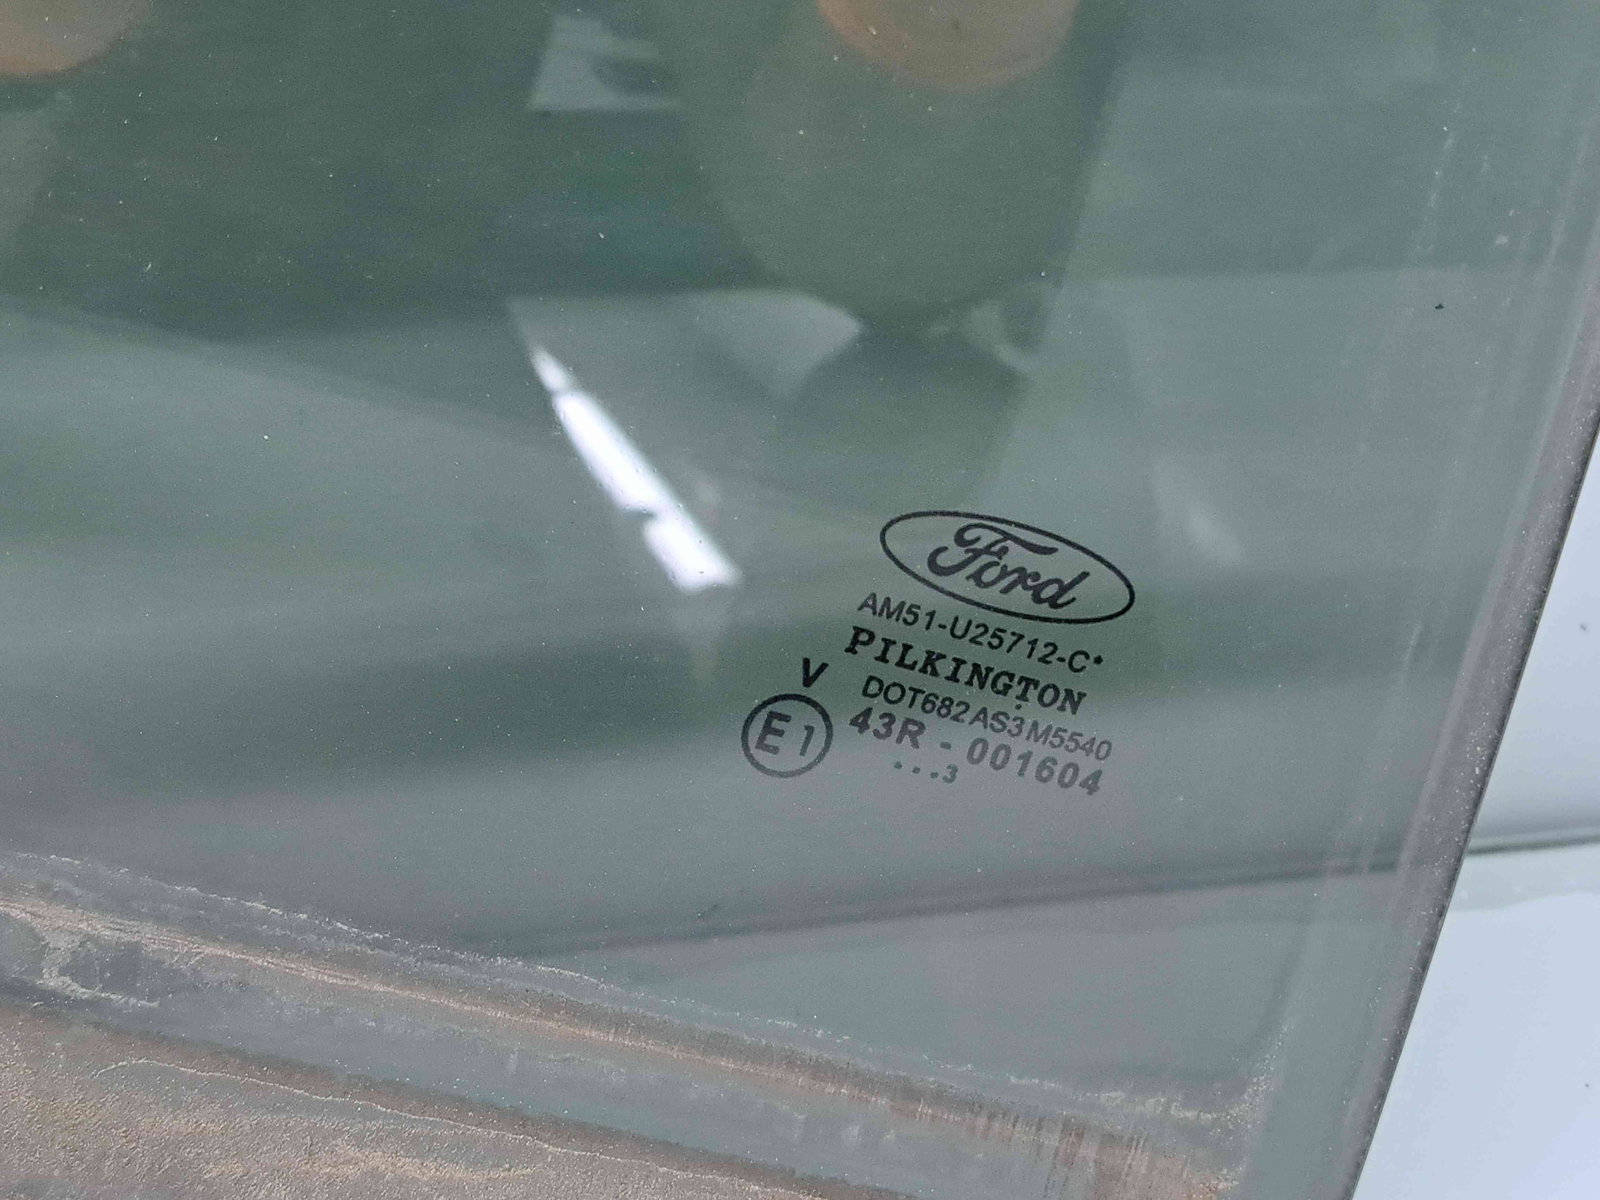 Ford
AM51-U25712-C*
PILKINGTON
V
DOT682 AS3 M5540
E1
43R - 001604
...3